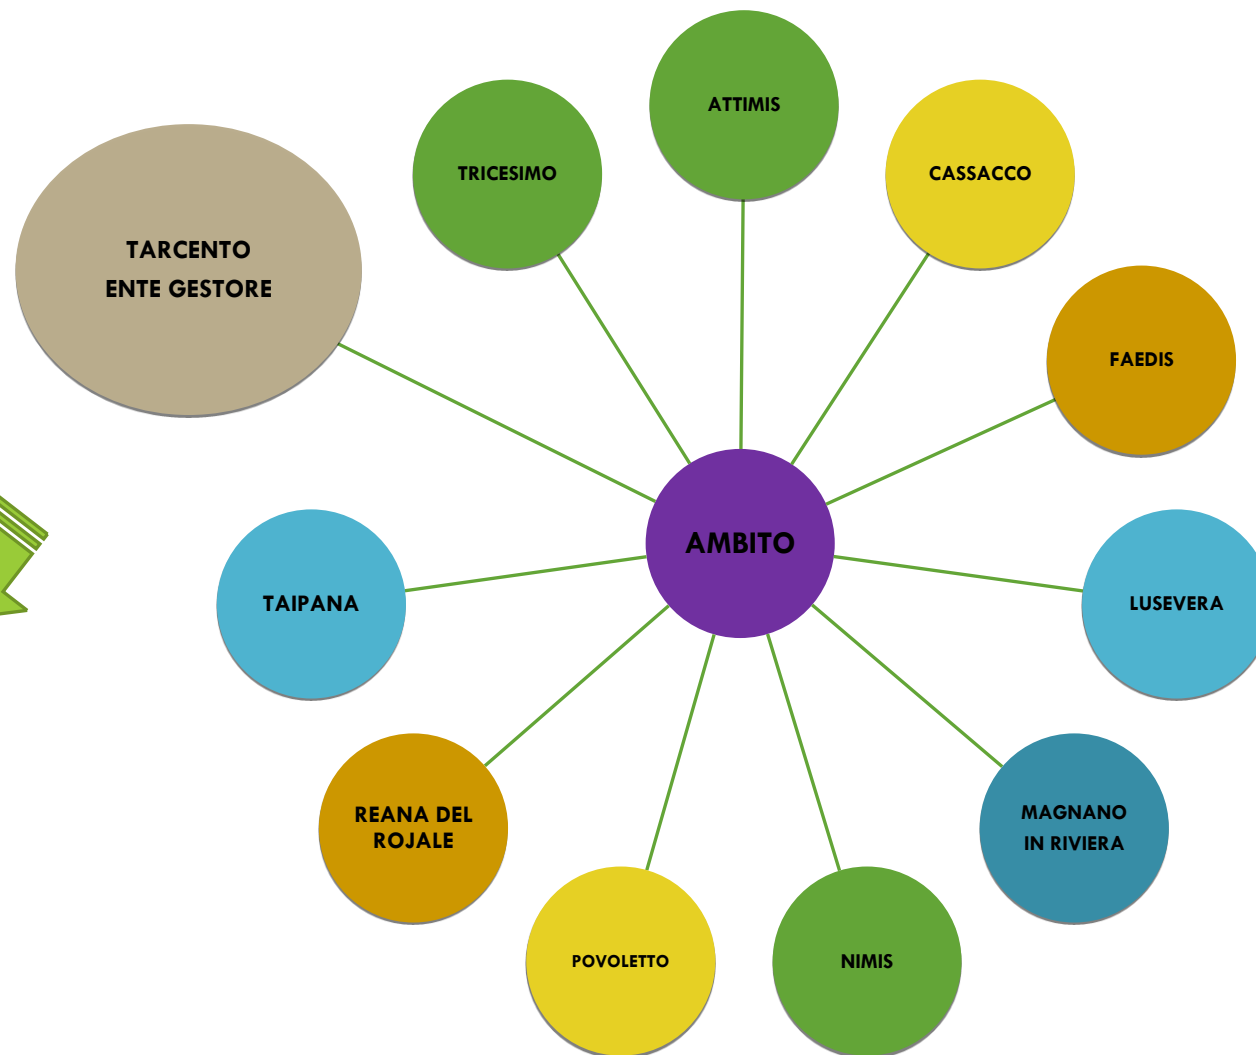 ATTIMIS
TRICESIMO
CASSACCO
TARCENTO
ENTE GESTORE
FAEDIS
AMBITO
TAIPANA
LUSEVERA
REANA DEL
ROJALE
MAGNANO
IN RIVIERA
POVOLETTO
NIMIS